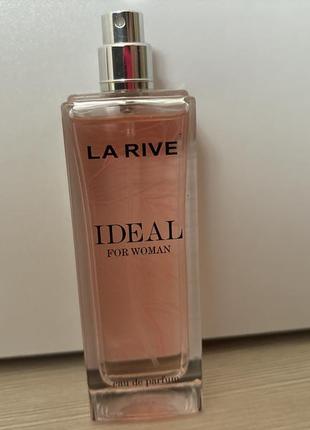 LA RIVE
IDEAL
FOR WOMAN
eau de parfum